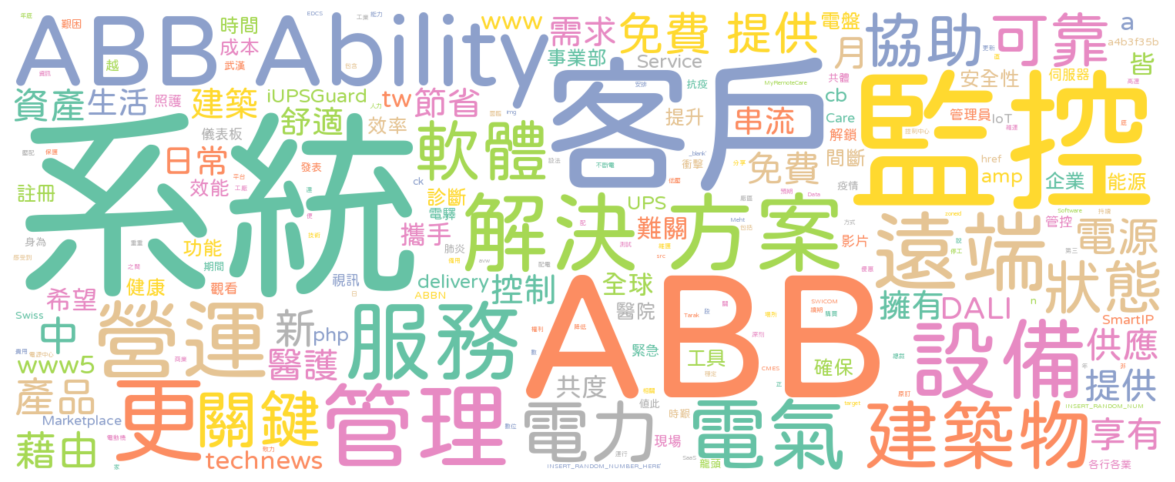 ABB Ability
艱困
時間
成本
武漢
越
www
需求
免費 提供
電盤
事業部
Service
月
協助
可靠
a
a4b3f35b
皆
資產
生活
照護
建築
iUPSGuard
tw
節省
舒適
效率
儀表板
客戶
抗疫
MyRemoteCare
共體
cb
Care
解鎖
安全性
伺服器
監控
管理員
IoT
提升
串流
衝擊
免費
間斷
疫情
href
amp
企業
能源
系統
日常
發表
效能
註冊
軟體
ck
診斷
電驛
攜手
肺炎
解決方案
UPS
難關
影片
管控
遠端
電源
狀態
身為
功能
期間
觀看
健康
希望
視訊
delivery
ABBN
控制
全球
醫院
ABB
擁有
DALI
n
SmartIP
Swiss
中
營運
新
php
服務
緊急
工具
確保
設備
供應
www5
醫護
共度
提供
產品
Marketplace
更
關鍵
管理
電力
值此
時艱
現場
電氣
建築物
享有
藉由
technews
INSERT_RANDOM_NUMBER_HERE
INSERT_RANDOM_NUM
龍頭
各行各業